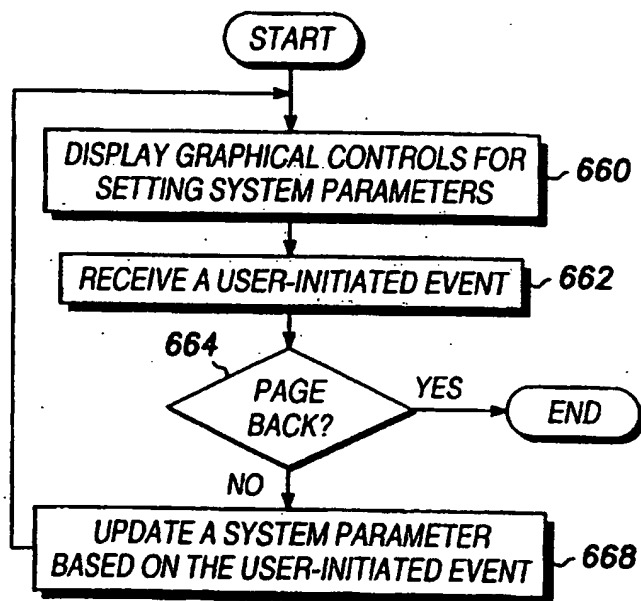 START
DISPLAY GRAPHICAL CONTROLS FOR
SETTING SYSTEM PARAMETERS
660
RECEIVE A USER-INITIATED EVENT
662
664
PAGE
BACK?
YES
END
NO
UPDATE A SYSTEM PARAMETER
BASED ON THE USER-INITIATED EVENT
668